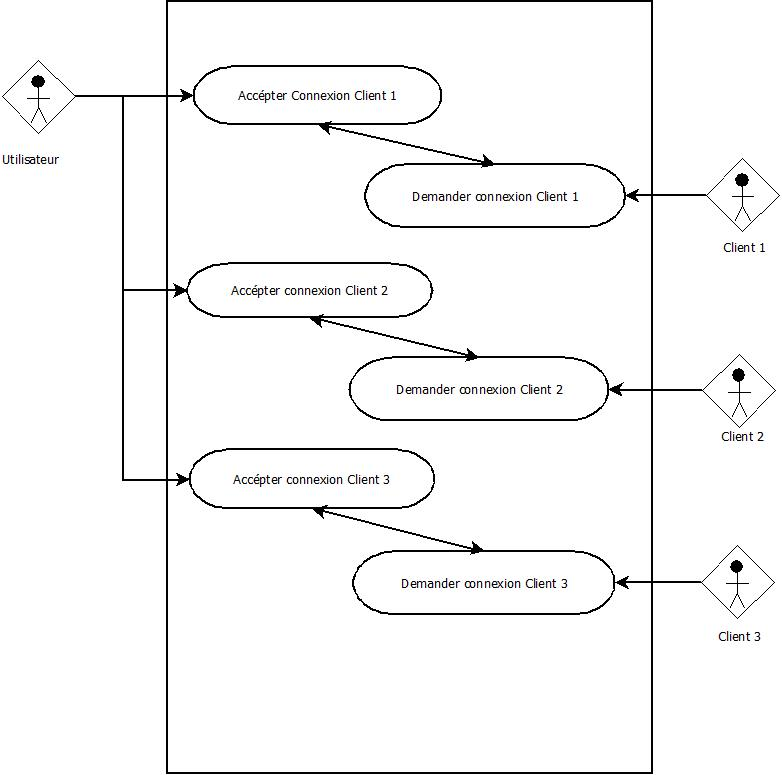 Accépter Connexion Client 1
Utilisateur
Demander connexion Client 1
Client 1
Accépter connexion Client 2
Demander connexion Client 2
Client 2
Accépter connexion Client 3
Demander connexion Client 3
Client 3